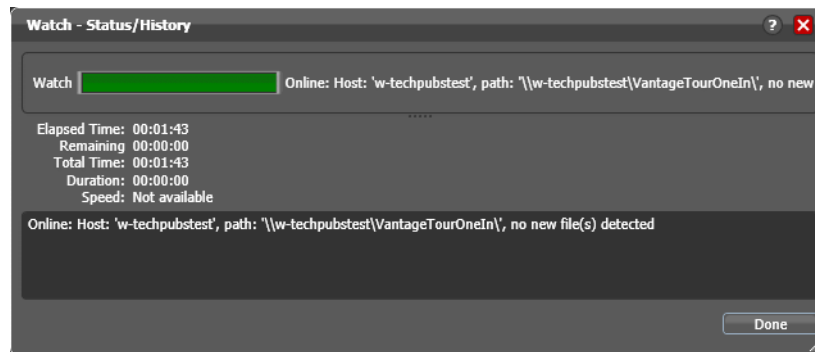 Watch - Status/History
?
Watch Online: Host: 'w-techpubstest', path: '\\w-techpubstest\VantageTourOneIn\', no new
Elapsed Time: 00:01:43
Remaining 00:00:00
Total Time: 00:01:43
Duration: 00:00:00
Speed: Not available
Online: Host: 'w-techpubstest', path: '\\w-techpubstest\VantageTourOneIn\', no new file(s) detected
Done